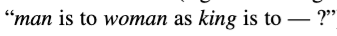 “man is to woman as king is to — ?”